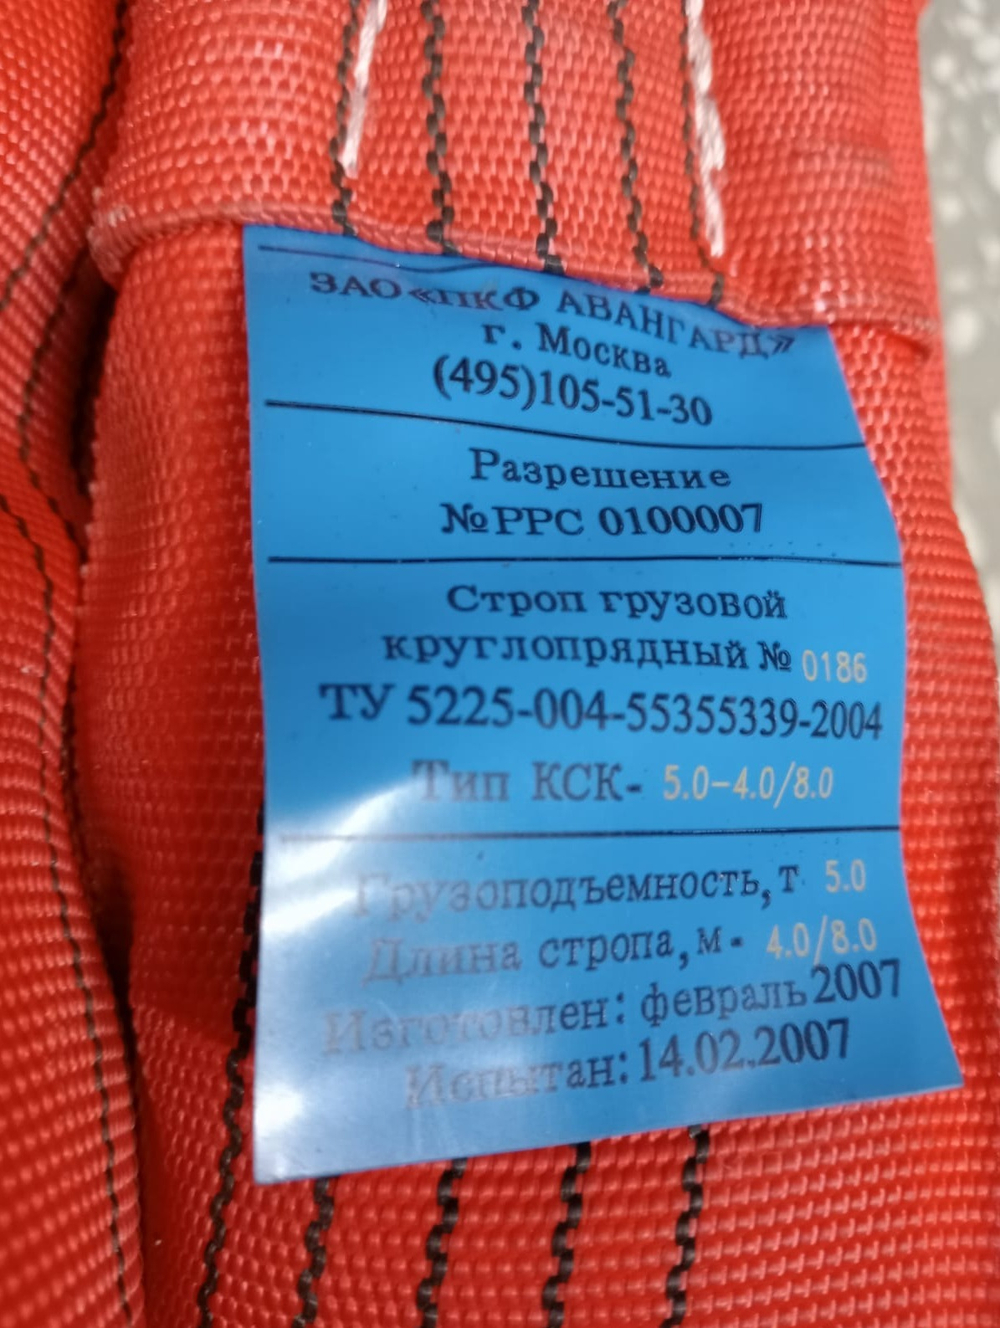 ЗАО«ПКФ АВАНГАРД»
г. Москва
(495)105-51-30
Разрешение
№РРС 0100007
Строп грузовой
круглопрядный № 0186
ТУ 5225-004-55355339-2004
Тип КСК- 5.0-4.0/8.0
Грузоподъемность, т 5.0
Длина стропа, м- 4.0/8.0
Изготовлен: февраль 2007
Испытан: 14.02.2007